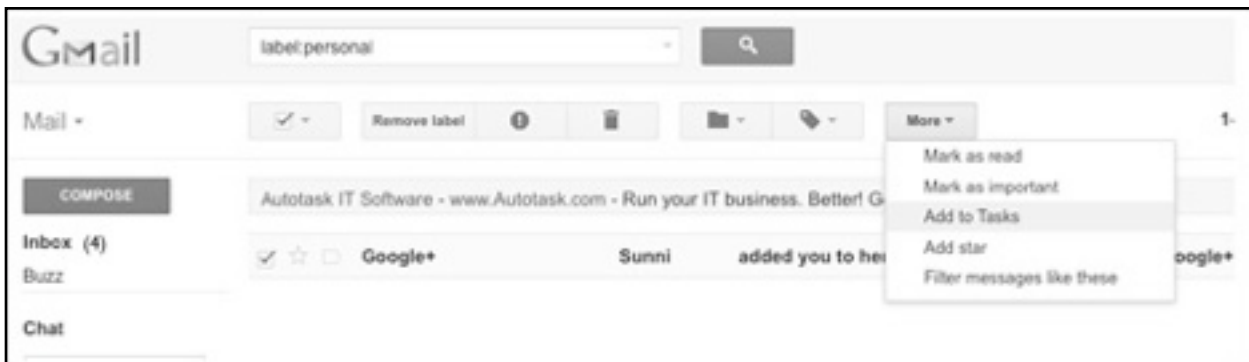 GMail
label:personal
Mail
Remove label
More
1-
Mark as read
Mark as important
Add to Tasks
Add star
Filter messages like these
COMPOSE
Autotask IT Software - www.Autotask.com - Run your IT business. Better! G
Inbox (4)
Google+ Sunni added you to her oogle+
Buzz
Chat